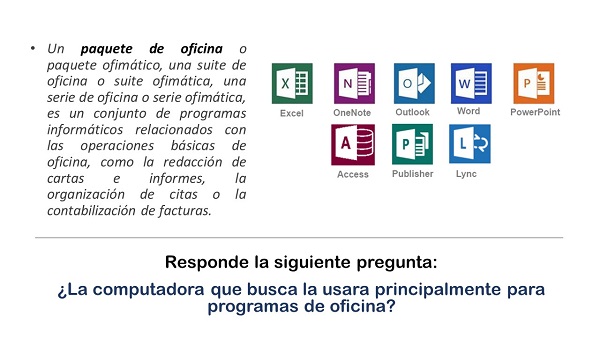 • Un paquete de oficina o
paquete ofimático, una suite de
oficina o suite ofimática, una
serie de oficina o serie ofimática,
es un conjunto de programas
informáticos relacionados con
las operaciones básicas de
oficina, como la redacción de
cartas e informes, la
organización de citas o la
contabilización de facturas.
X N O W P
Excel OneNote Outlook Word PowerPoint
A P L
Access Publisher Lync
Responde la siguiente pregunta:
¿La computadora que busca la usara principalmente para
programas de oficina?